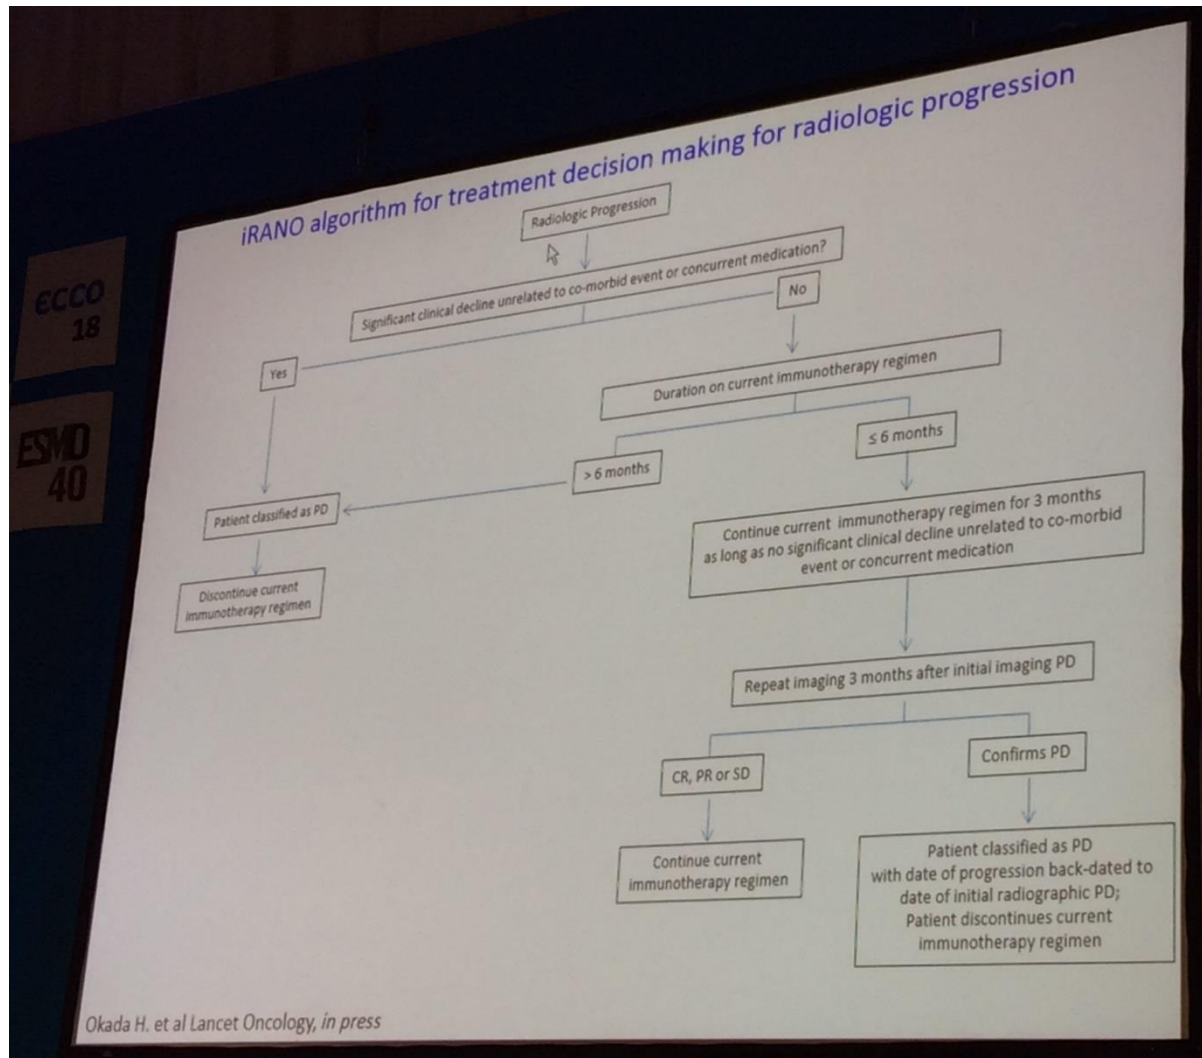 iRANO algorithm for treatment decision making for radiologic progression
Radiologic Progression
Significant clinical decline unrelated to co-morbid event or concurrent medication?
No
Yes
Duration on current immunotherapy regimen
≤ 6 months
> 6 months
Patient classified as PD
Discontinue current
immunotherapy regimen
Continue current immunotherapy regimen for 3 months
as long as no significant clinical decline unrelated to co-morbid
event or concurrent medication
Repeat imaging 3 months after initial imaging PD
CR, PR or SD
Confirms PD
Continue current
immunotherapy regimen
Patient classified as PD
with date of progression back-dated to
date of initial radiographic PD;
Patient discontinues current
immunotherapy regimen
Okada H. et al Lancet Oncology, in press
ECCO
18
ESMO
40